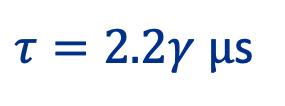 τ = 2.2γ μs